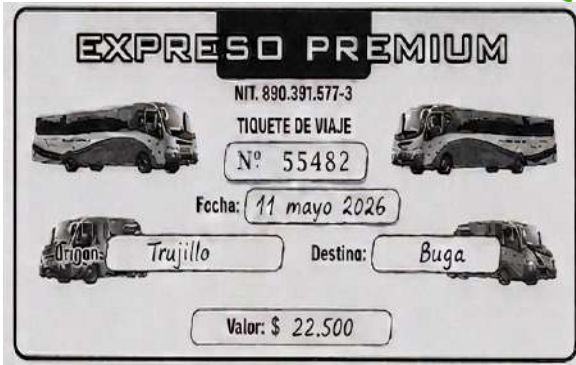 EXPRESO PREMIUM
NIT. 890.391.577-3
TIQUETE DE VIAJE
Nº 55482
Fecha: 11 mayo 2026
Origan: Trujillo Destino: Buga
Valor: $ 22.500